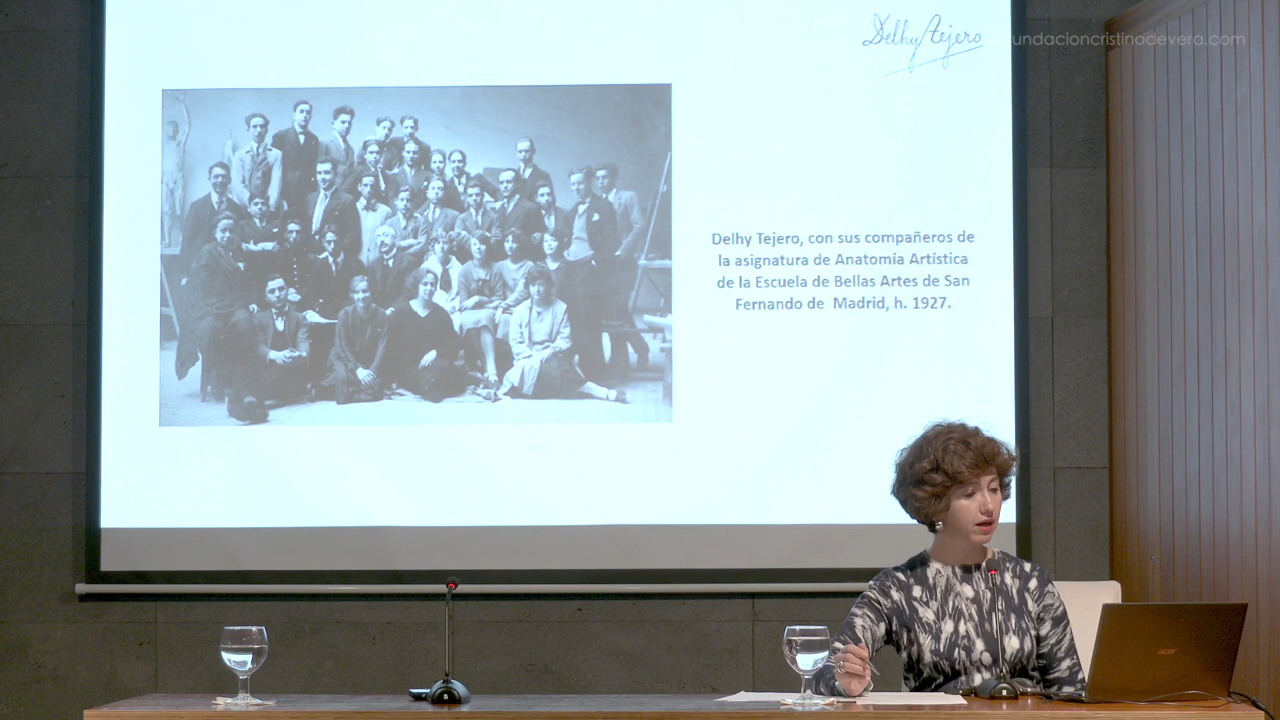 Delhy Tejero
undacioncristinodevera.com
Delhy Tejero, con sus compañeros de
la asignatura de Anatomía Artística
de la Escuela de Bellas Artes de San
Fernando de Madrid, h. 1927.
acer